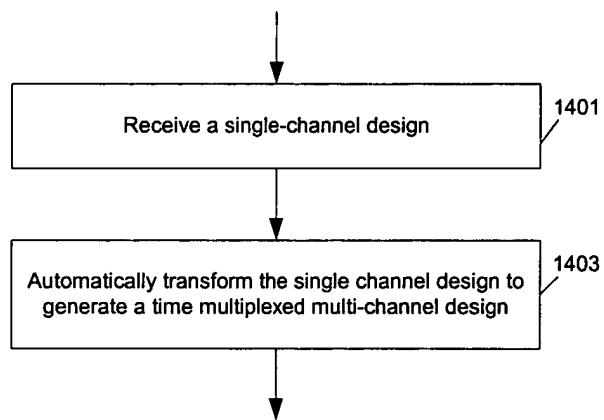 Receive a single-channel design
1401
Automatically transform the single channel design to
generate a time multiplexed multi-channel design
1403